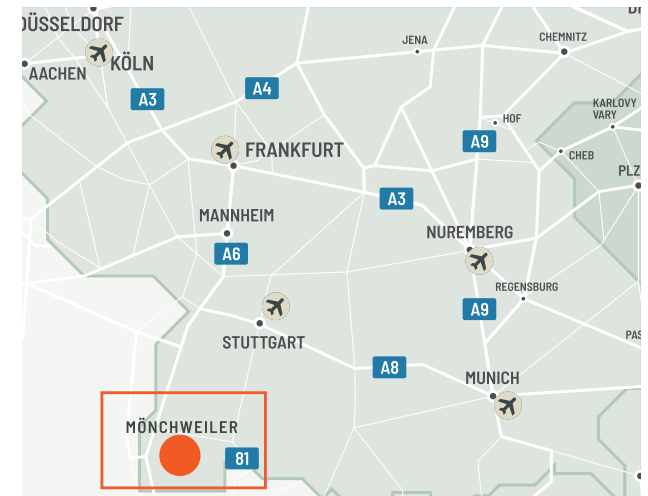 DÜSSELDORF
KÖLN
AACHEN
A3
A4
JENA
CHEMNITZ
KARLOVY
VARY
HOF
A9
CHEB
PLZ
FRANKFURT
A3
MANNHEIM
A6
NUREMBERG
REGENSBURG
A9
PAS
STUTTGART
A8
MUNICH
MÖNCHWEILER
81